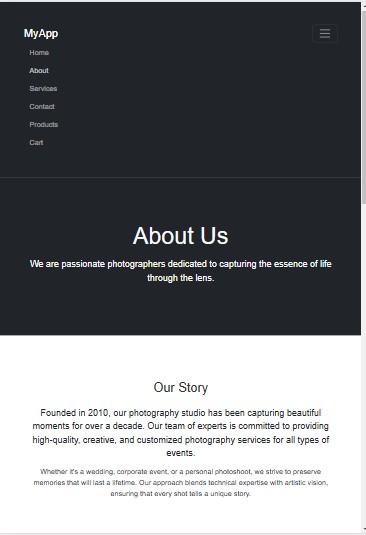 MyApp
Home
About
Services
Contact
Products
Cart
About Us
We are passionate photographers dedicated to capturing the essence of life
through the lens.
Our Story
Founded in 2010, our photography studio has been capturing beautiful
moments for over a decade. Our team of experts is committed to providing
high-quality, creative, and customized photography services for all types of
events.
Whether it's a wedding, corporate event, or a personal photoshoot, we strive to preserve
memories that will last a lifetime. Our approach blends technical expertise with artistic vision,
ensuring that every shot tells a unique story.